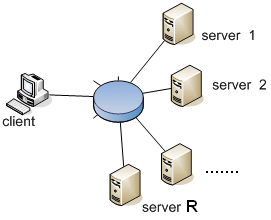 server 1
server 2
client
.......
server R